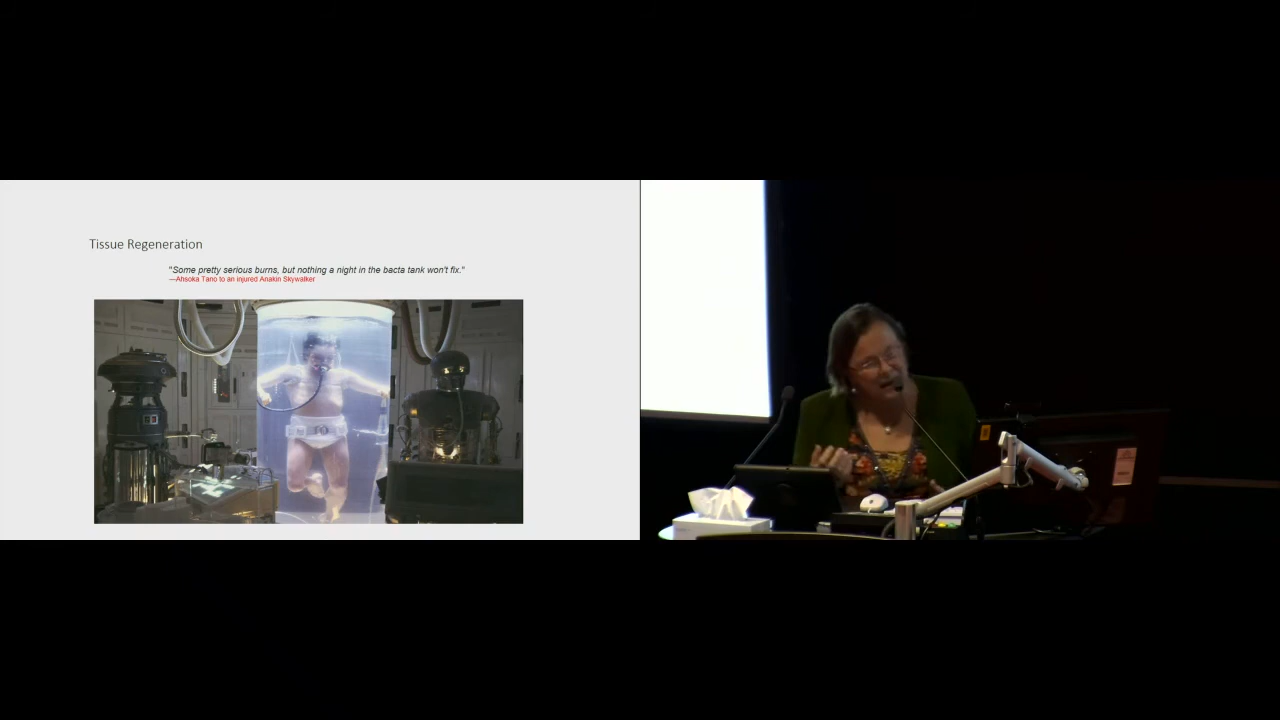 Tissue Regeneration
"Some pretty serious burns, but nothing a night in the bacta tank won't fix."
—Ahsoka Tano to an injured Anakin Skywalker